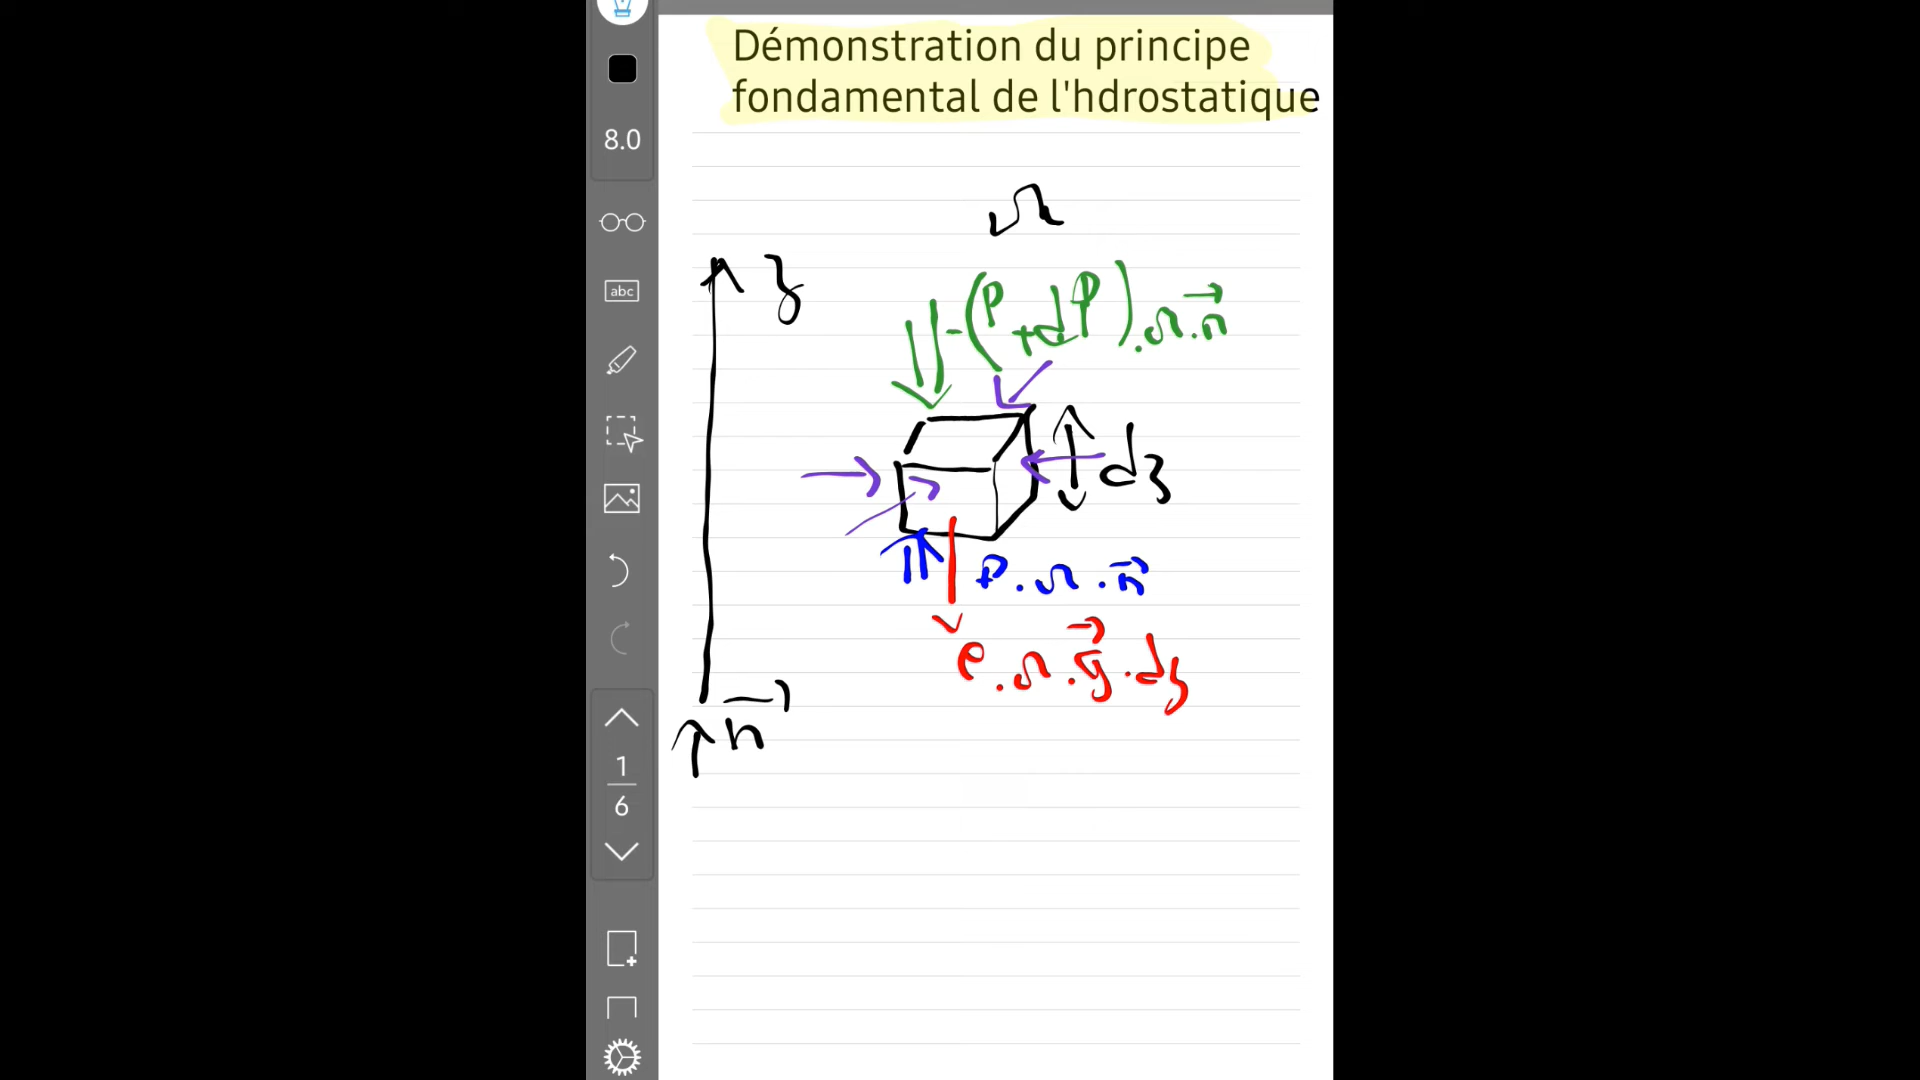 8.0
abc
1
6
Démonstration du principe
fondamental de l'hdrostatique
Ω
z
-(P+dP).Ω.n⃗
dz
P.Ω.n⃗
ρ.Ω.g⃗.dz
n⃗